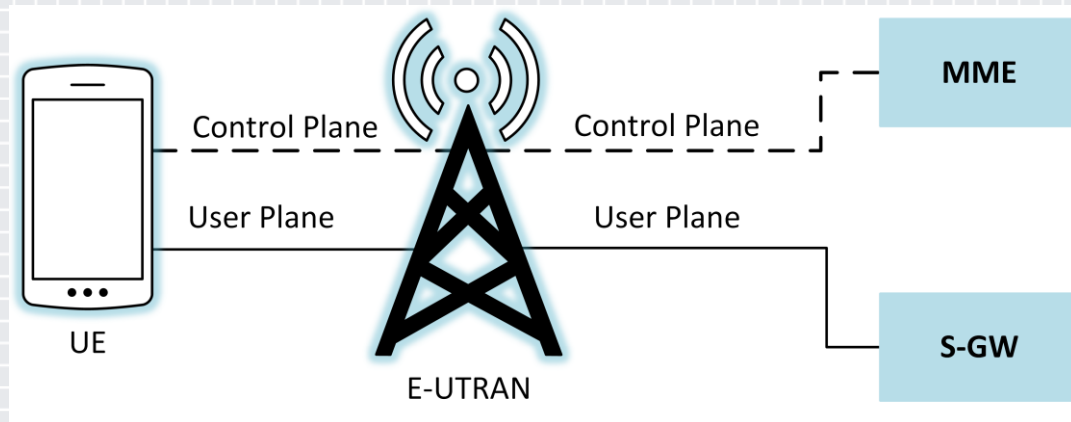 MME
Control Plane
Control Plane
User Plane
User Plane
UE
S-GW
E-UTRAN